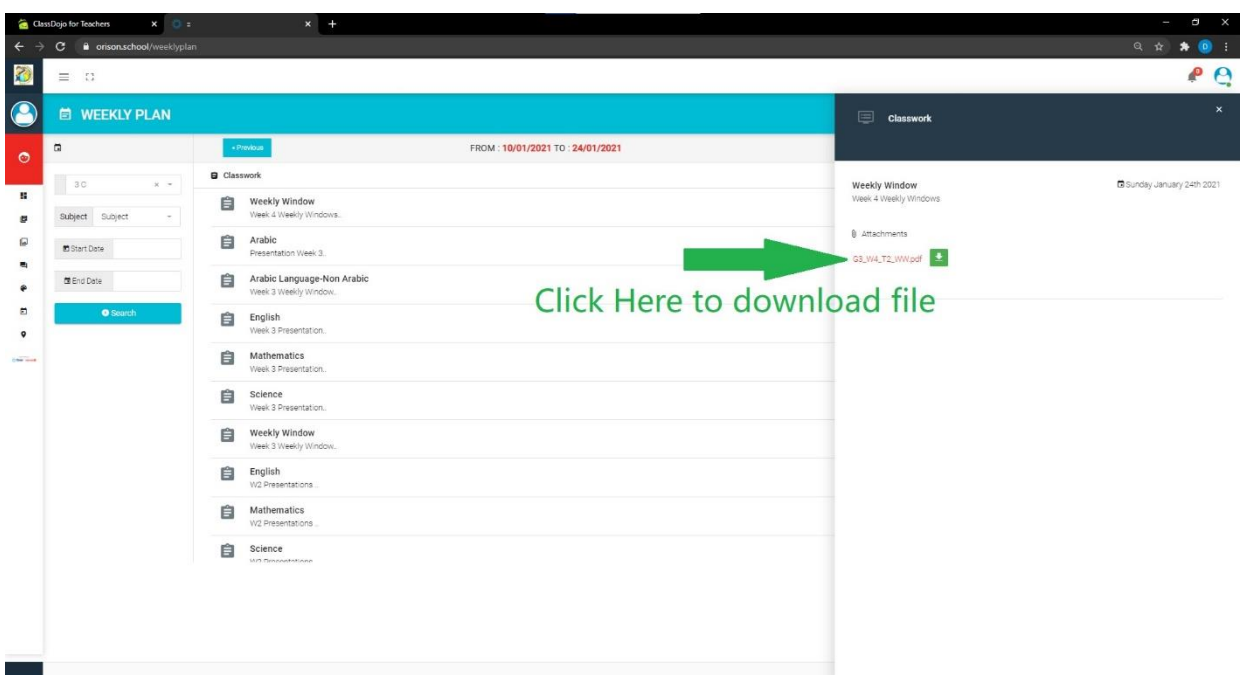 ClassDojo for Teachers
orison.school/weeklyplan
WEEKLY PLAN
Classwork
< Previous
FROM : 10/01/2021 TO : 24/01/2021
3 C
Subject Subject
Start Date
End Date
Search
Classwork
Weekly Window
Week 4 Weekly Windows..
Arabic
Presentation Week 3..
Arabic Language-Non Arabic
Week 3 Weekly Window..
English
Week 3 Presentation..
Mathematics
Week 3 Presentation..
Science
Week 3 Presentation..
Weekly Window
Week 3 Weekly Window..
English
W2 Presentations ..
Mathematics
W2 Presentations ..
Science
W2 Presentations
Weekly Window
Sunday January 24th 2021
Week 4 Weekly Windows
Attachments
G3_W4_T2_WW.pdf
Click Here to download file